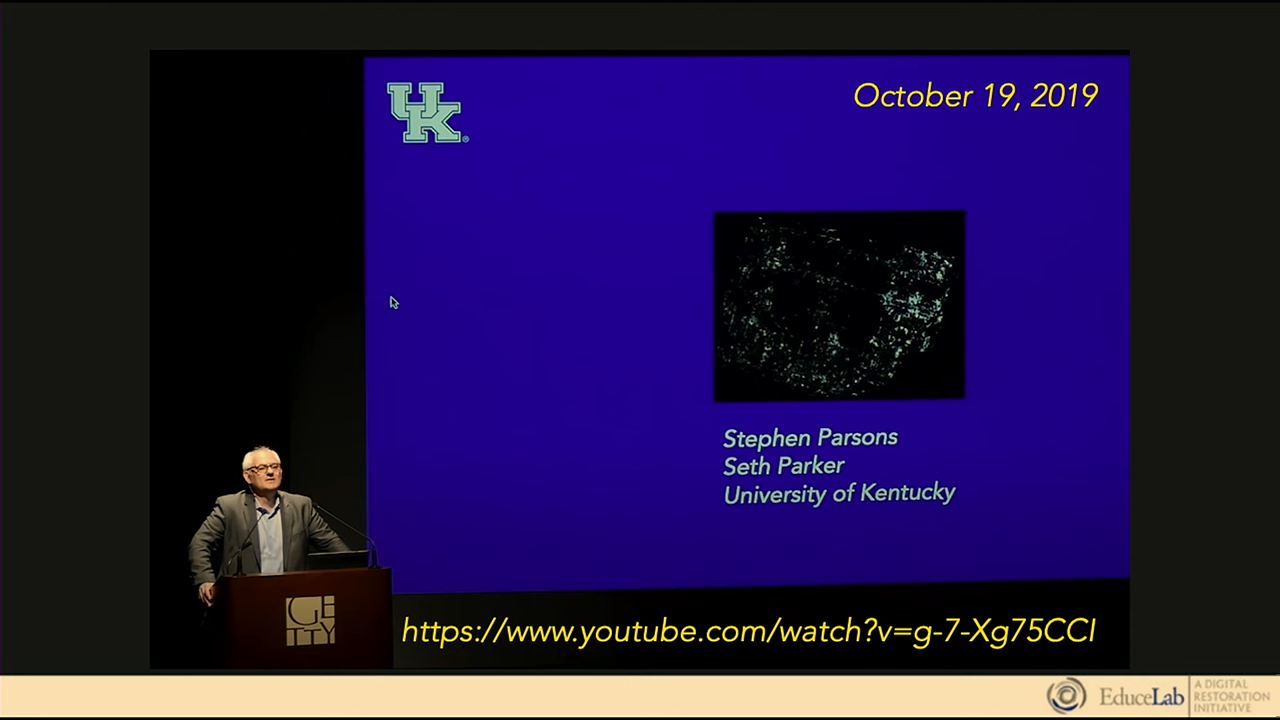 UK
October 19, 2019
Stephen Parsons
Seth Parker
University of Kentucky
GETTY
https://www.youtube.com/watch?v=g-7-Xg75CCI
EduceLab
A DIGITAL
RESTORATION
INITIATIVE